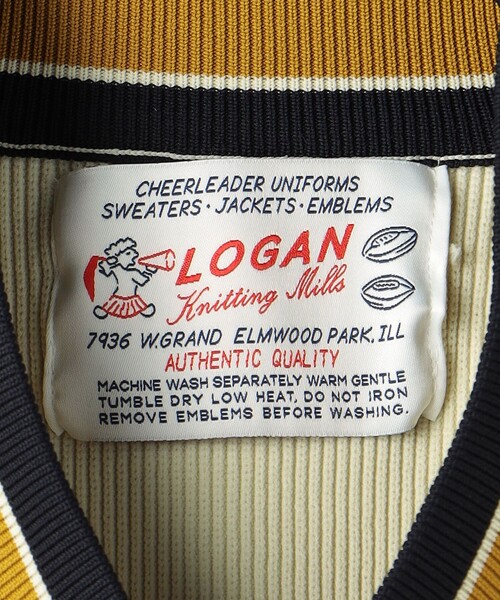 CHEERLEADER UNIFORMS
SWEATERS · JACKETS · EMBLEMS
LOGAN
Knitting Mills
7936 W.GRAND ELMWOOD PARK, ILL
AUTHENTIC QUALITY
MACHINE WASH SEPARATELY WARM GENTLE
TUMBLE DRY LOW HEAT, DO NOT IRON
REMOVE EMBLEMS BEFORE WASHING.